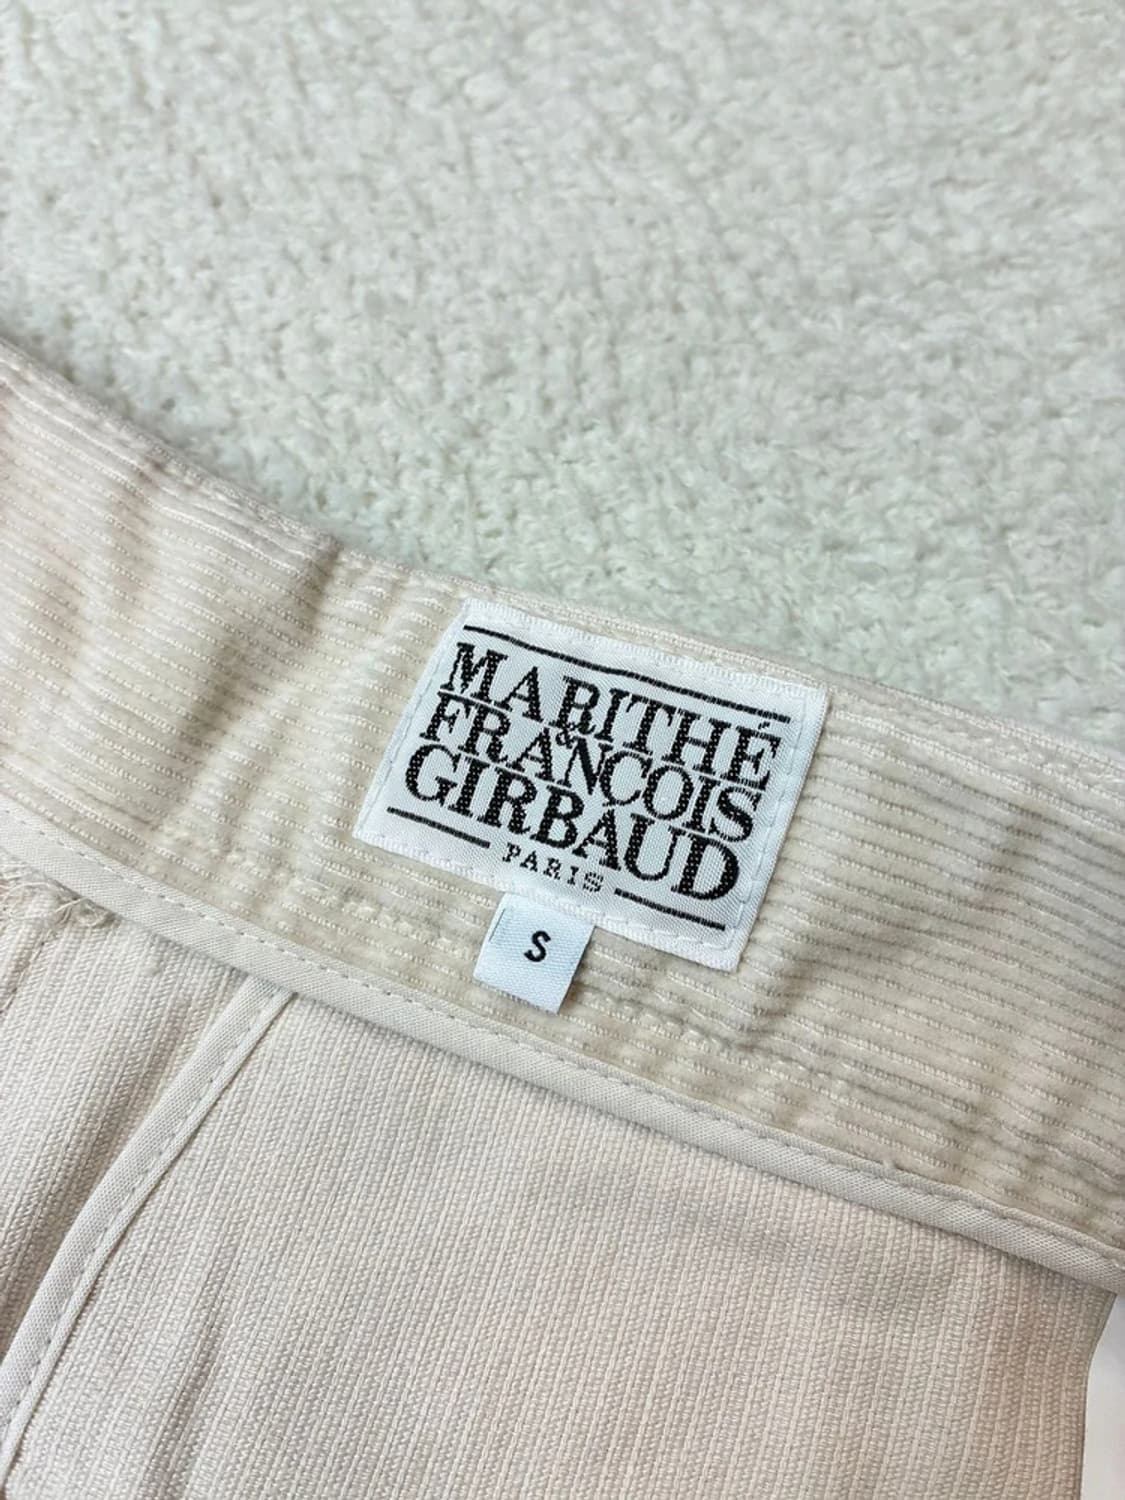 MARITHÉ
&
FRANÇOIS
GIRBAUD
PARIS
S